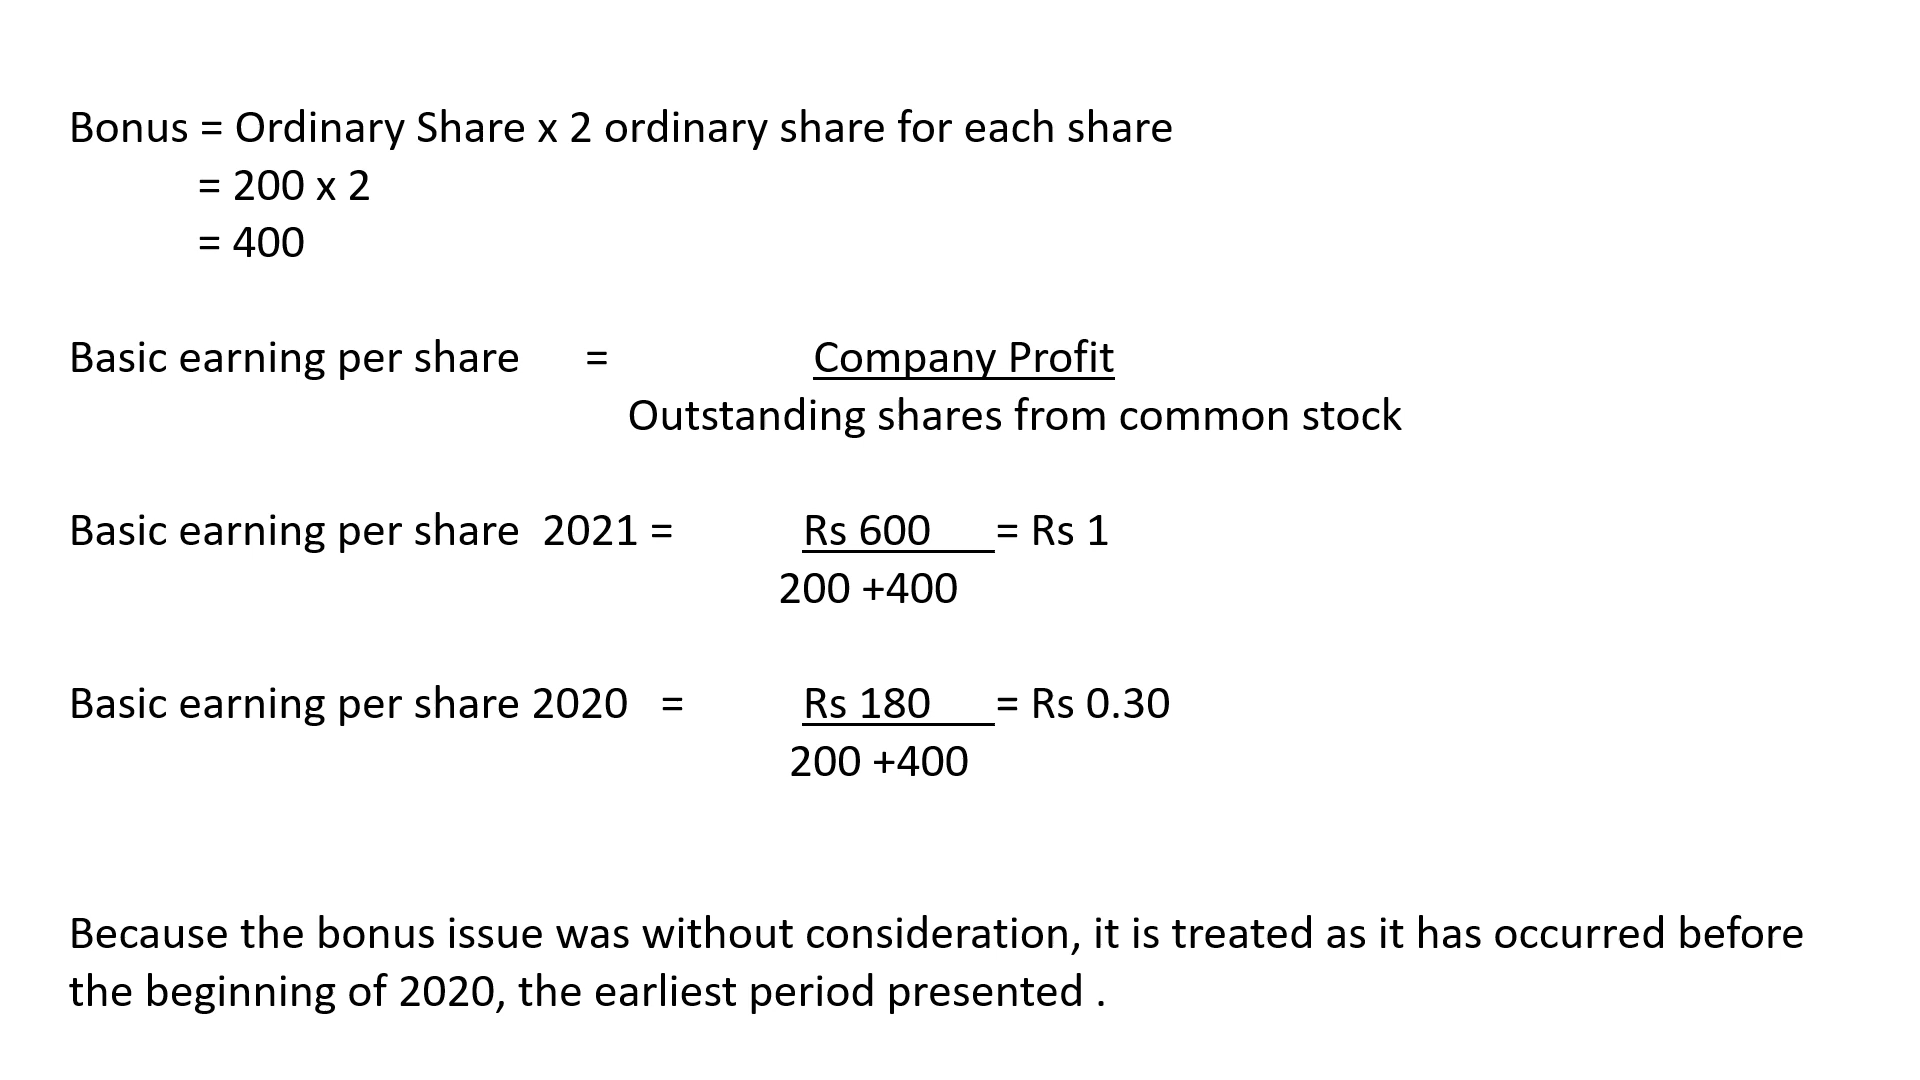 Bonus = Ordinary Share x 2 ordinary share for each share
= 200 x 2
= 400
Basic earning per share = Company Profit
Outstanding shares from common stock
Basic earning per share 2021 = Rs 600 = Rs 1
200 +400
Basic earning per share 2020 = Rs 180 = Rs 0.30
200 +400
Because the bonus issue was without consideration, it is treated as it has occurred before
the beginning of 2020, the earliest period presented .